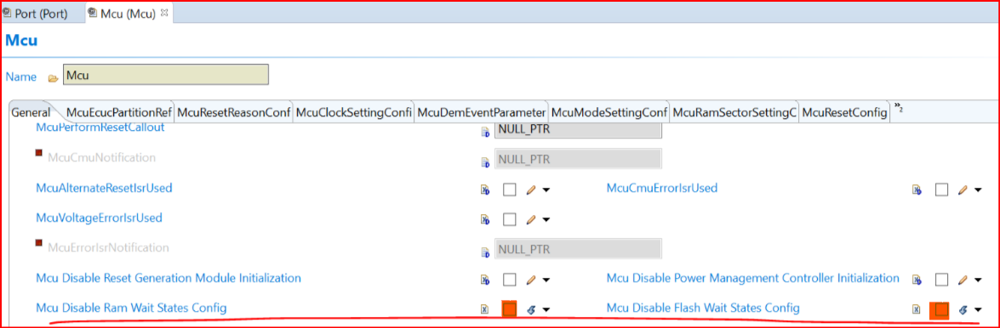 Port (Port) Mcu (Mcu)
Mcu
Name Mcu
General McuEcucPartitionRef McuResetReasonConf McuClockSettingConfi McuDemEventParameter McuModeSettingConf McuRamSectorSettingC McuResetConfig »2
McuPerformResetCallout NULL_PTR
McuCmuNotification NULL_PTR
McuAlternateResetIsrUsed McuCmuErrorIsrUsed
McuVoltageErrorIsrUsed
McuErrorIsrNotification NULL_PTR
Mcu Disable Reset Generation Module Initialization Mcu Disable Power Management Controller Initialization
Mcu Disable Ram Wait States Config Mcu Disable Flash Wait States Config